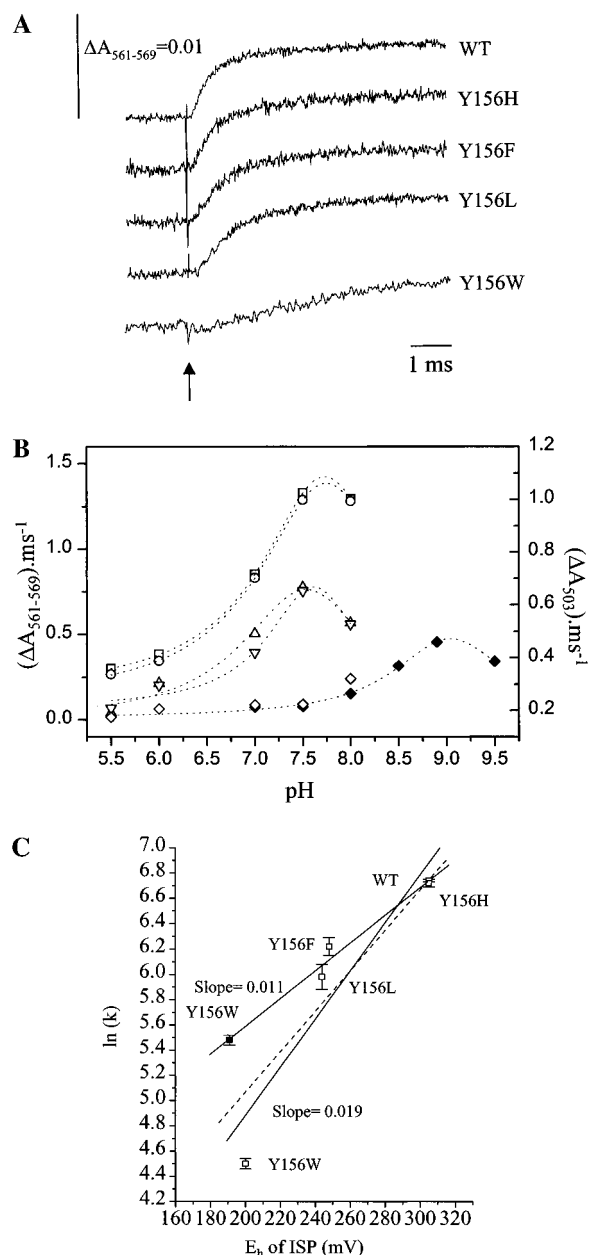 A
ΔA561-569=0.01
WT
Y156H
Y156F
Y156L
Y156W
1 ms
B
(ΔA561-569).ms-1
1.5
1.0
0.5
0.0
1.2
1.0
0.8
0.6
0.4
0.2
(ΔA503).ms-1
5.5 6.0 6.5 7.0 7.5 8.0 8.5 9.0 9.5
pH
C
ln (k)
7.0
6.8
6.6
6.4
6.2
6.0
5.8
5.6
5.4
5.2
5.0
4.8
4.6
4.4
4.2
WT
Y156H
Y156F
Y156L
Slope= 0.011
Y156W
Slope= 0.019
Y156W
160 180 200 220 240 260 280 300 320
Eh of ISP (mV)